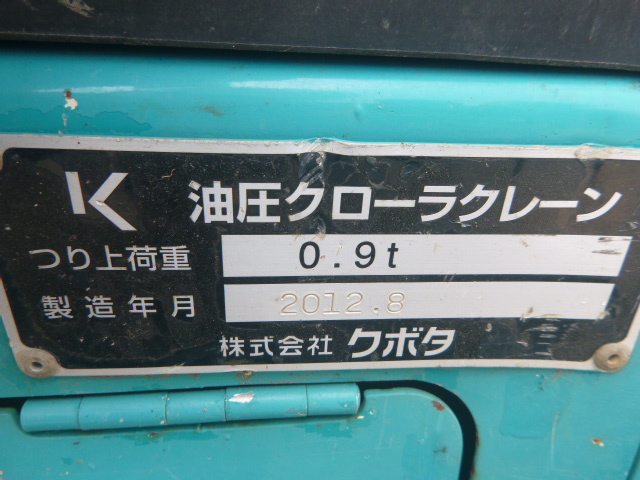 K 油圧クローラクレーン
つり上荷重 0.9t
製造年月 2012.8
株式会社 クボタ